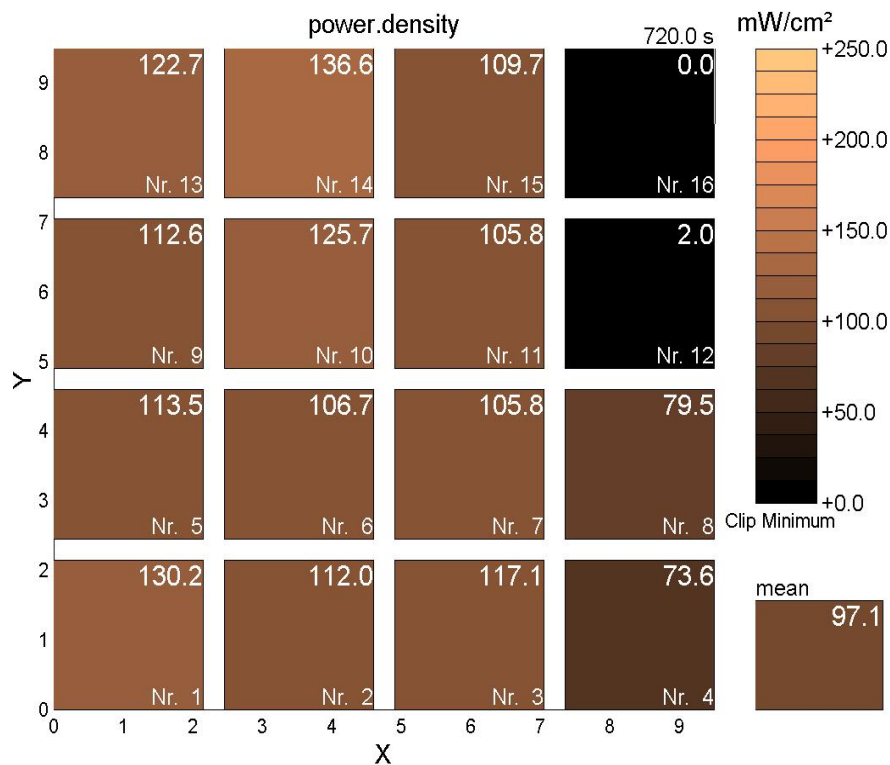 power.density
720.0 s
mW/cm²
9
8
7
6
5
4
3
2
1
0
Y
122.7
Nr. 13
136.6
Nr. 14
109.7
Nr. 15
0.0
Nr. 16
112.6
Nr. 9
125.7
Nr. 10
105.8
Nr. 11
2.0
Nr. 12
113.5
Nr. 5
106.7
Nr. 6
105.8
Nr. 7
79.5
Nr. 8
130.2
Nr. 1
112.0
Nr. 2
117.1
Nr. 3
73.6
Nr. 4
0 1 2 3 4 5 6 7 8 9
X
+250.0
+200.0
+150.0
+100.0
+50.0
+0.0
Clip Minimum
mean
97.1